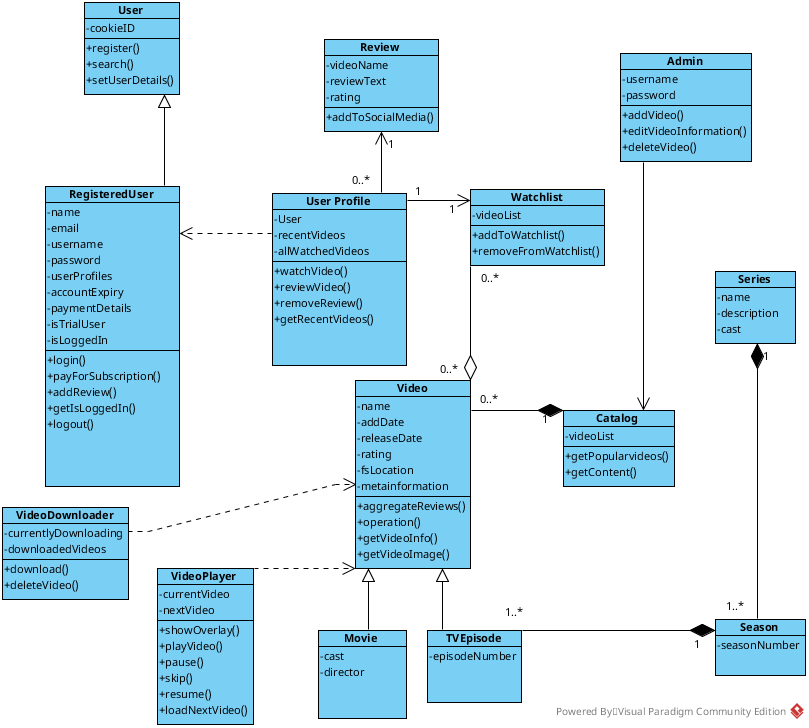 User
-cookieID
+register()
+search()
+setUserDetails()
Review
-videoName
-reviewText
-rating
+addToSocialMedia()
Admin
-username
-password
+addVideo()
+editVideoInformation()
+deleteVideo()
1
0..*
RegisteredUser
-name
-email
-username
-password
-userProfiles
-accountExpiry
-paymentDetails
-isTrialUser
-isLoggedIn
+login()
+payForSubscription()
+addReview()
+getIsLoggedIn()
+logout()
User Profile
-User
-recentVideos
-allWatchedVideos
+watchVideo()
+reviewVideo()
+removeReview()
+getRecentVideos()
1
1
Watchlist
-videoList
+addToWatchlist()
+removeFromWatchlist()
0..*
0..*
Series
-name
-description
-cast
1
Video
-name
-addDate
-releaseDate
-rating
-fsLocation
-metainformation
+aggregateReviews()
+operation()
+getVideoInfo()
+getVideoImage()
0..*
1
Catalog
-videoList
+getPopularvideos()
+getContent()
VideoDownloader
-currentlyDownloading
-downloadedVideos
+download()
+deleteVideo()
VideoPlayer
-currentVideo
-nextVideo
+showOverlay()
+playVideo()
+pause()
+skip()
+resume()
+loadNextVideo()
Movie
-cast
-director
TVEpisode
-episodeNumber
1..*
1
1..*
Season
-seasonNumber
Powered By Visual Paradigm Community Edition